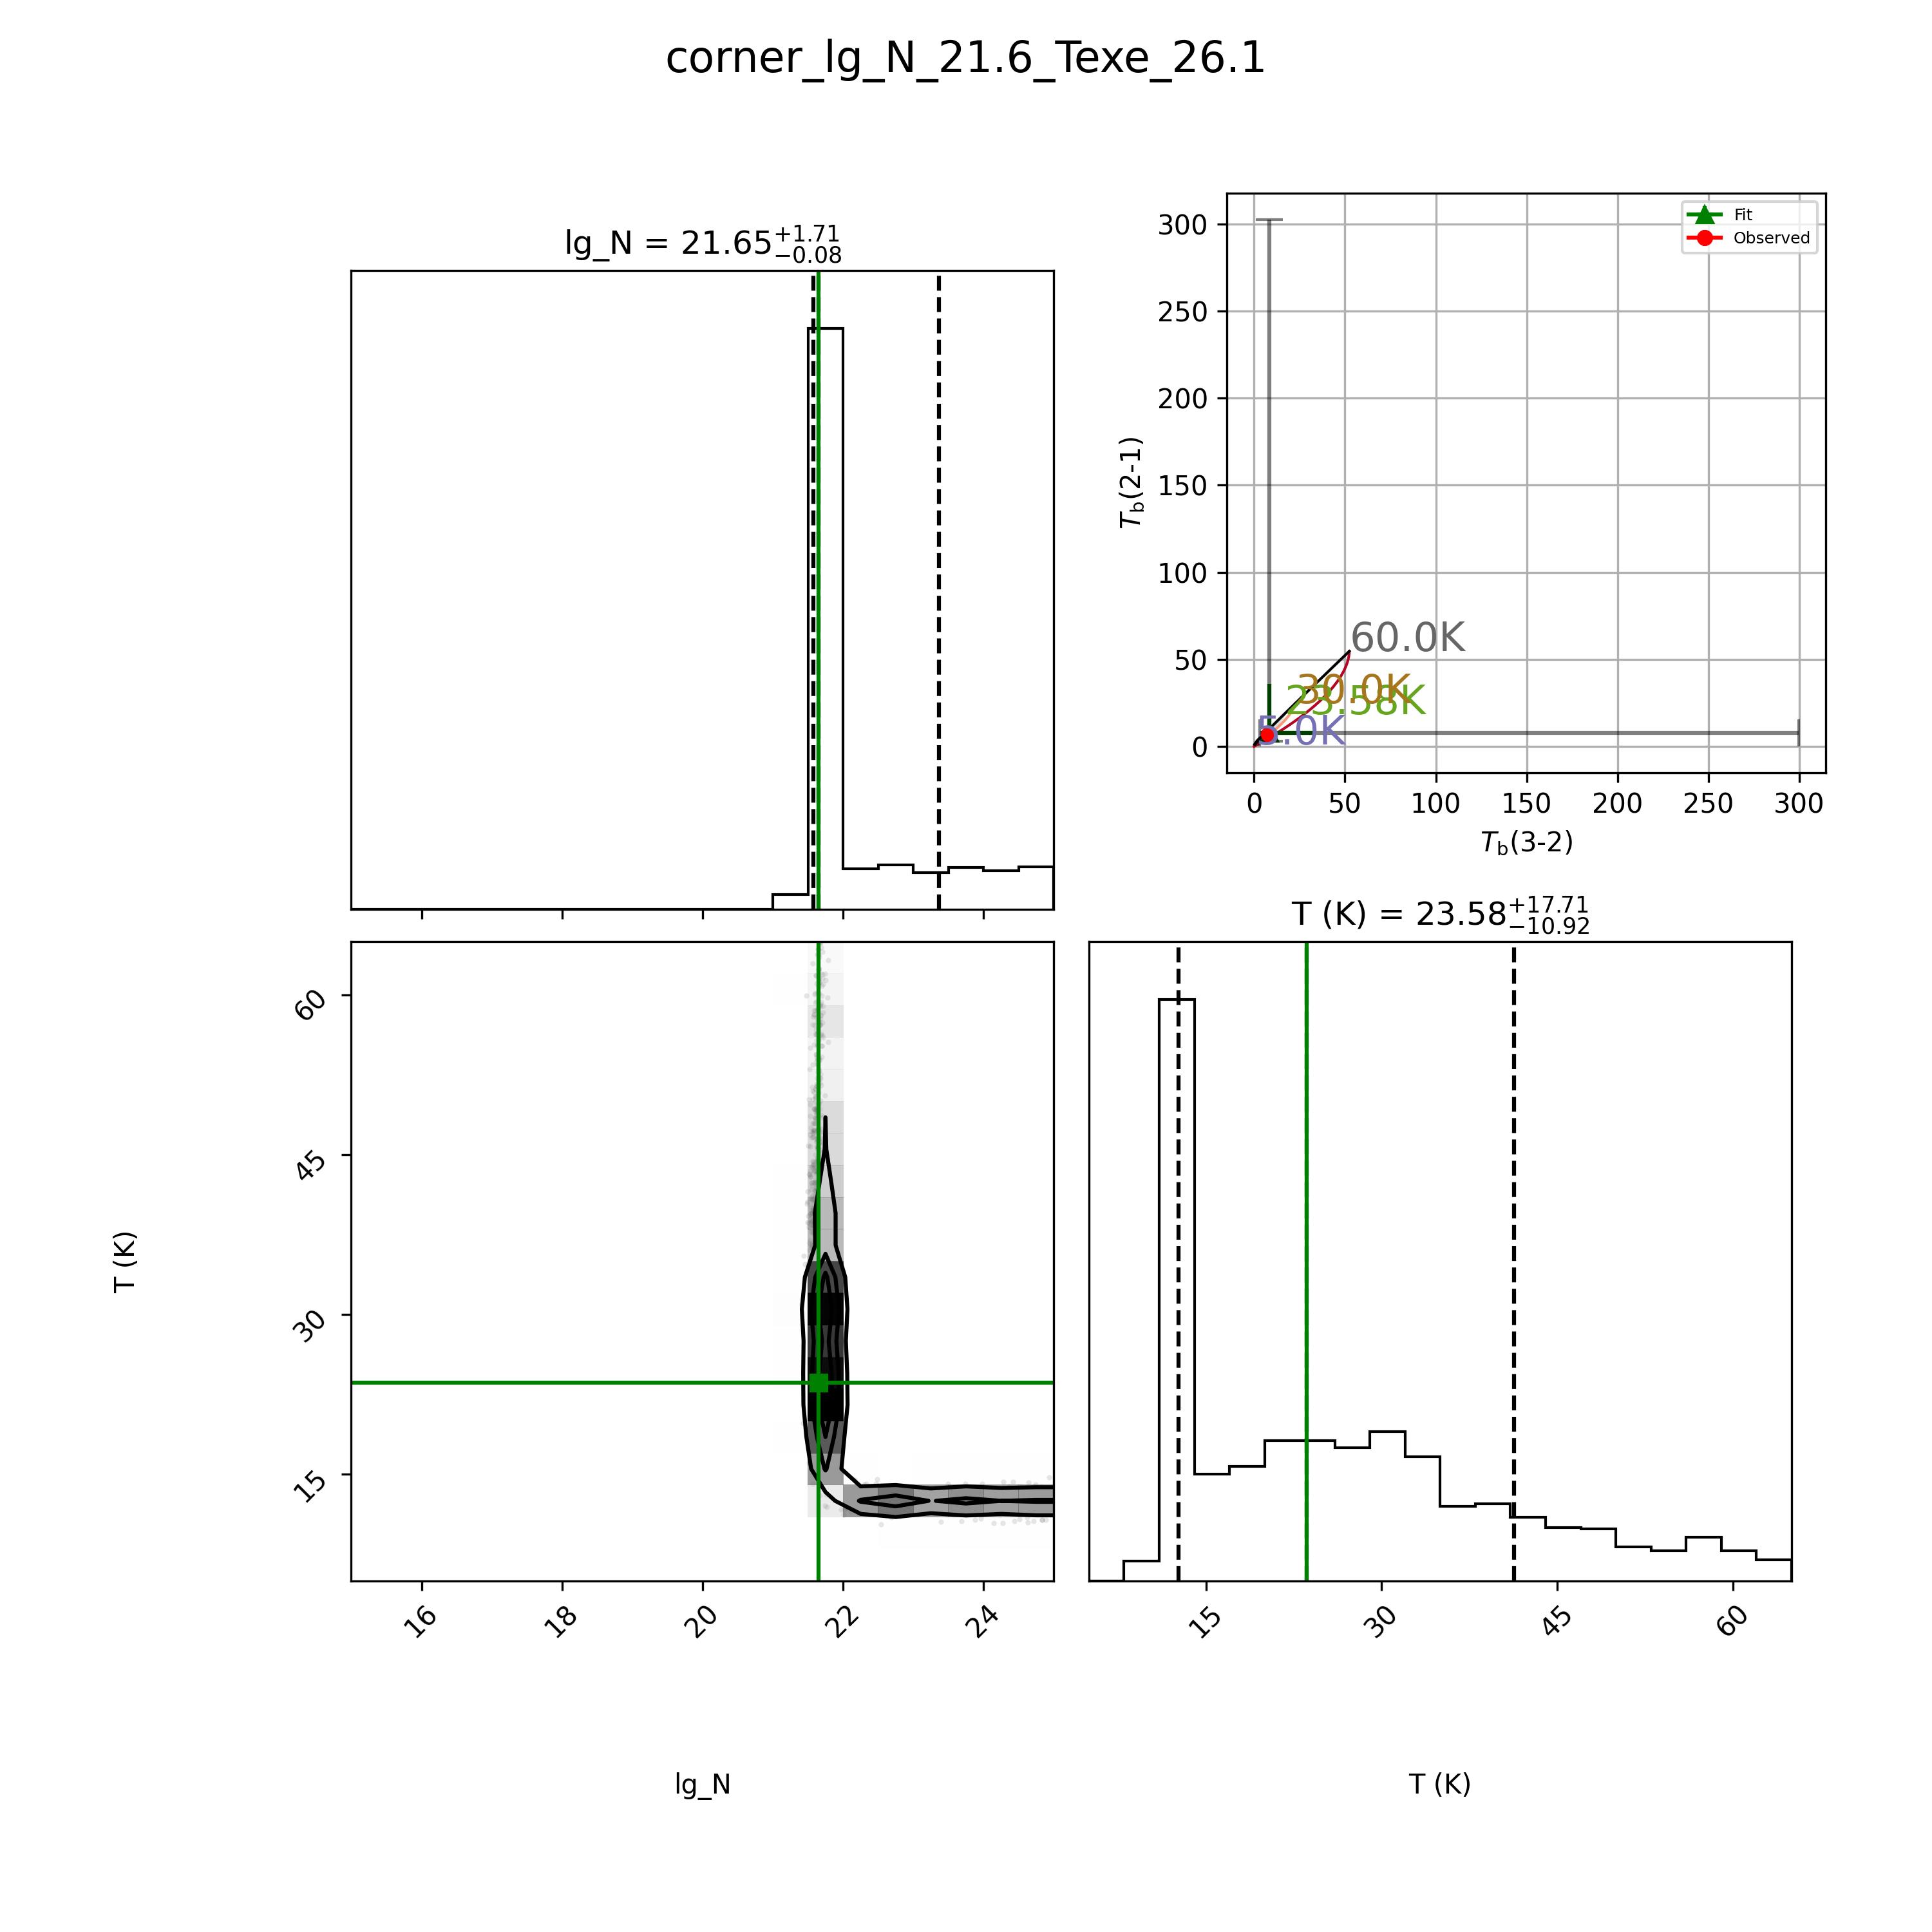 corner_lg_N_21.6_Texe_26.1
lg_N = 21.65+1.71−0.08
300
250
200
150
100
50
0
Tb(2-1)
Fit
Observed
60.0K
30.0K
23.58K
5.0K
0 50 100 150 200 250 300
Tb(3-2)
T (K) = 23.58+17.71−10.92
60
45
30
15
T (K)
16 18 20 22 24
lg_N
15 30 45 60
T (K)